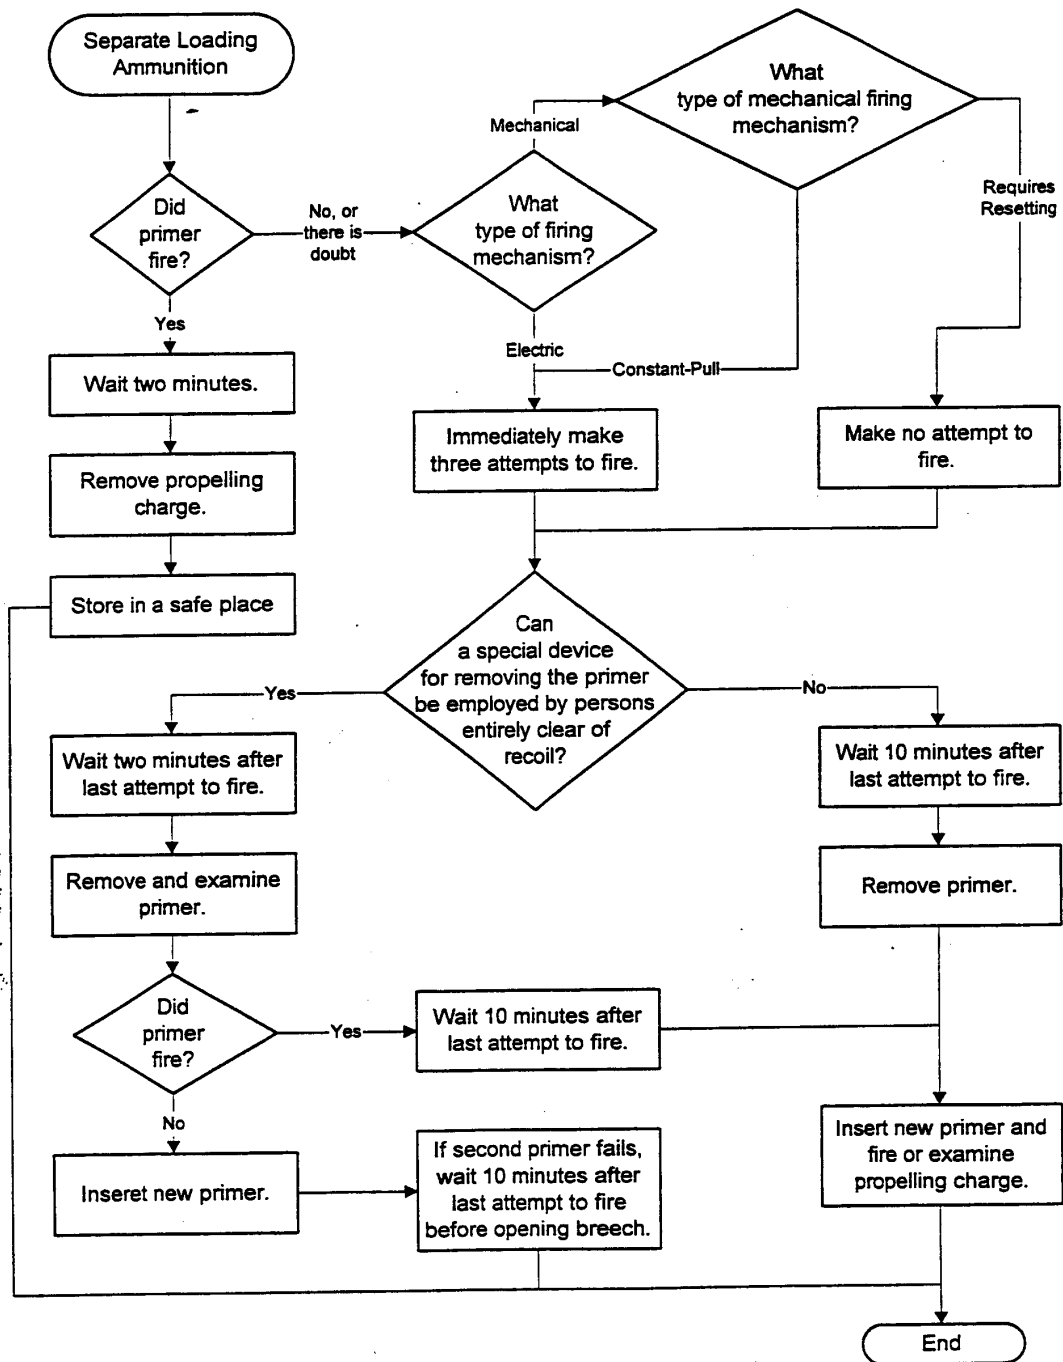 Separate Loading
Ammunition
What
type of mechanical firing
mechanism?
Mechanical
Requires
Resetting
Did
primer
fire?
No, or
there is
doubt
What
type of firing
mechanism?
Yes
Electric
Constant-Pull
Wait two minutes.
Immediately make
three attempts to fire.
Make no attempt to
fire.
Remove propelling
charge.
Store in a safe place
Can
a special device
for removing the primer
be employed by persons
entirely clear of
recoil?
Yes
No
Wait two minutes after
last attempt to fire.
Wait 10 minutes after
last attempt to fire.
Remove and examine
primer.
Remove primer.
Did
primer
fire?
Yes
Wait 10 minutes after
last attempt to fire.
No
Inseret new primer.
If second primer fails,
wait 10 minutes after
last attempt to fire
before opening breech.
Insert new primer and
fire or examine
propelling charge.
End